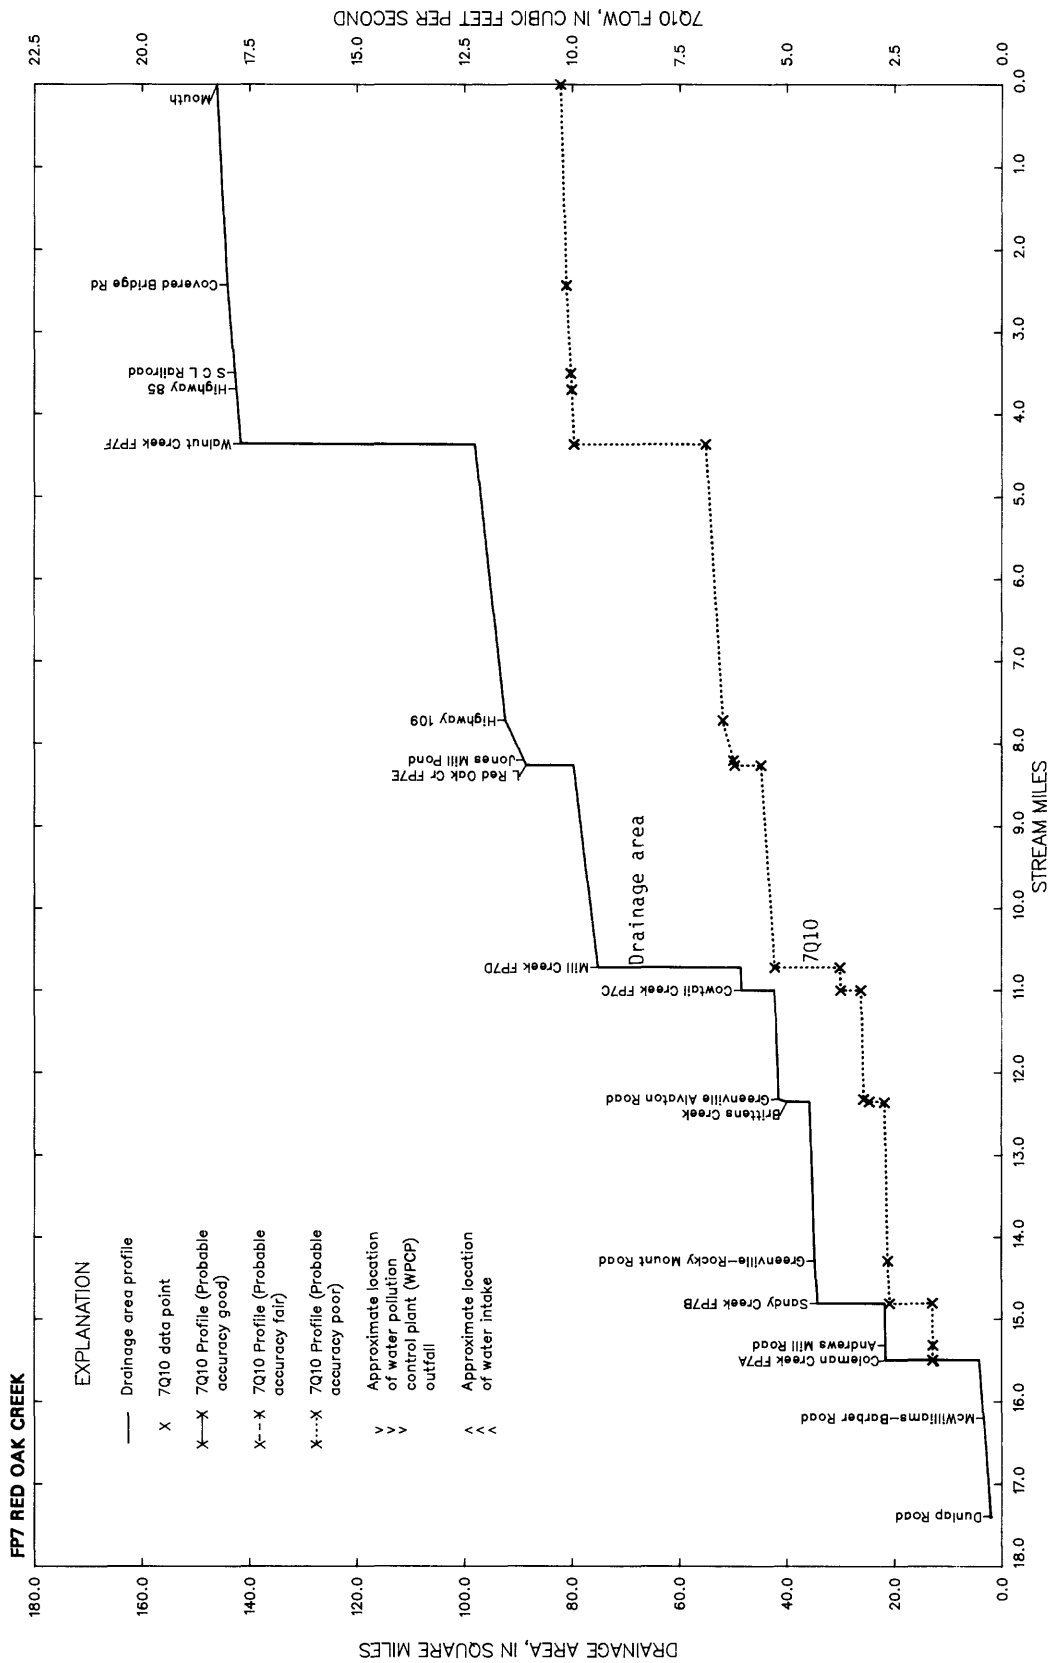 FP7 RED OAK CREEK
EXPLANATION
Drainage area profile
X 7Q10 data point
X X 7Q10 Profile (Probable
accuracy good)
X--X 7Q10 Profile (Probable
accuracy fair)
X·····X 7Q10 Profile (Probable
accuracy poor)
> > > Approximate location
of water pollution
control plant (WPCP)
outfall
< < < Approximate location
of water intake
DRAINAGE AREA, IN SQUARE MILES
180.0
160.0
140.0
120.0
100.0
80.0
60.0
40.0
20.0
0.0
7Q10 FLOW, IN CUBIC FEET PER SECOND
22.5
20.0
17.5
15.0
12.5
10.0
7.5
5.0
2.5
0.0
STREAM MILES
18.0
17.0
16.0
15.0
14.0
13.0
12.0
11.0
10.0
9.0
8.0
7.0
6.0
5.0
4.0
3.0
2.0
1.0
0.0
Dunlap Road
McWilliams-Barber Road
Coleman Creek FP7A
Andrews Mill Road
Sandy Creek FP7B
Greenville-Rocky Mount Road
Brittens Creek
Greenville Alvaton Road
Cowtail Creek FP7C
Mill Creek FP7D
L Red Oak Cr FP7E
Jones Mill Pond
Highway 109
Walnut Creek FP7F
Highway 85
S C L Railroad
Covered Bridge Rd
Mouth
Drainage area
7Q10